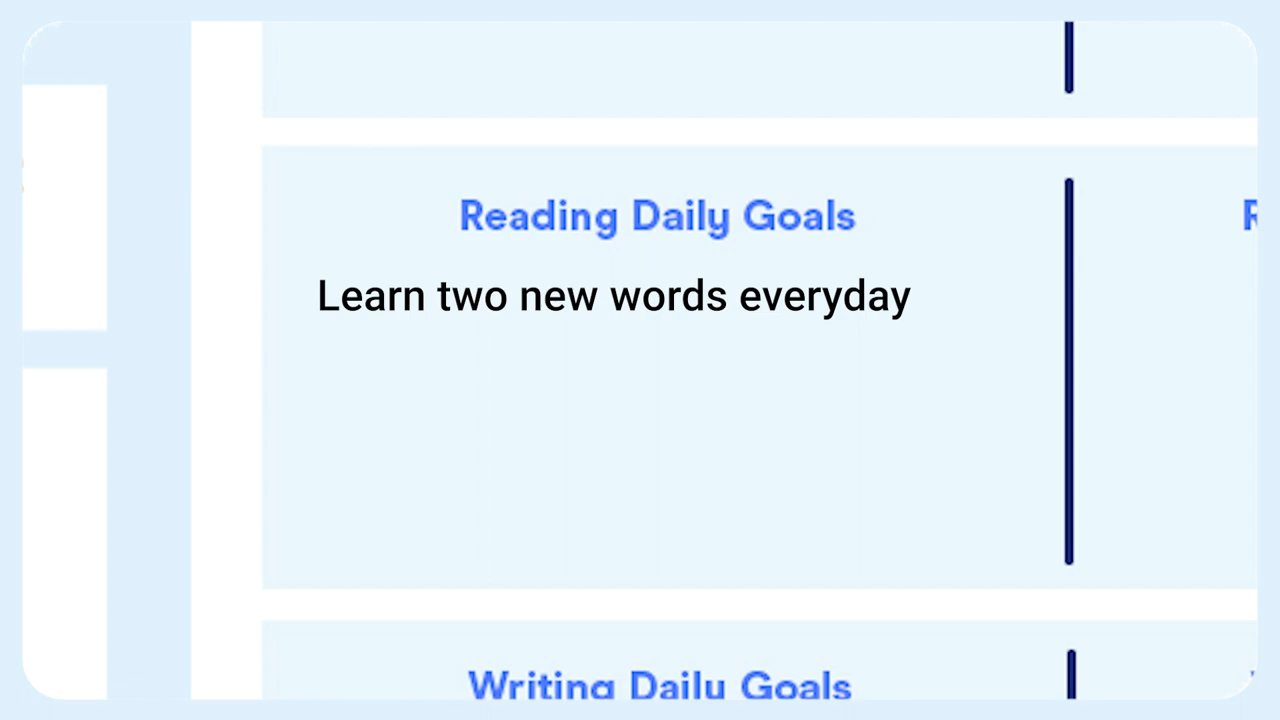 Reading Daily Goals
Learn two new words everyday
Writing Daily Goals